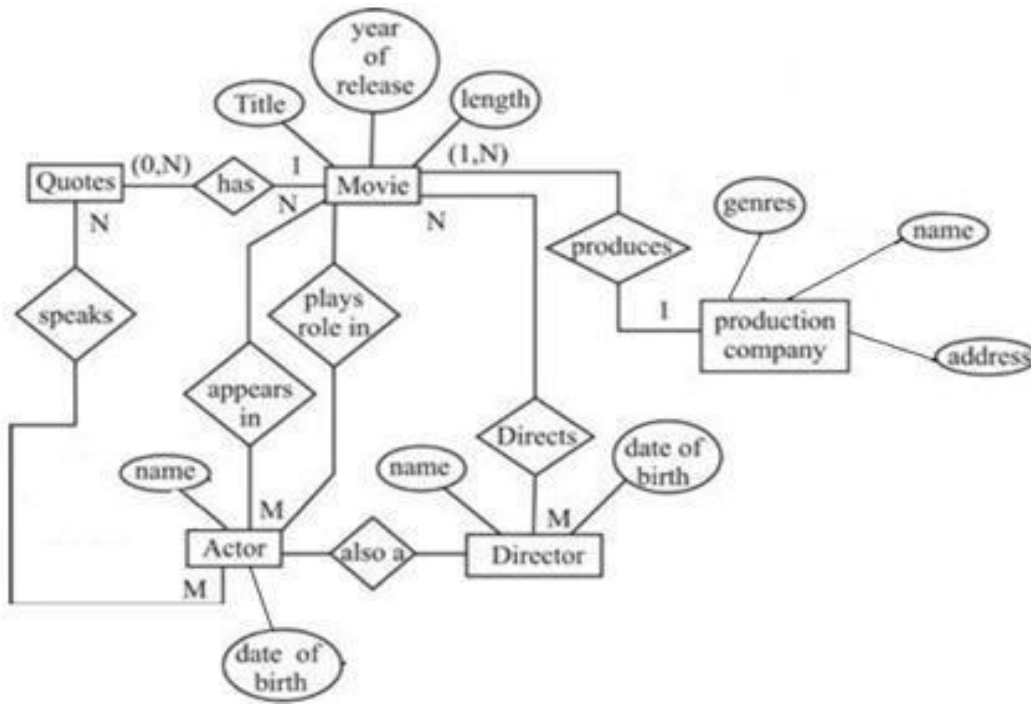 year
of
release
Title
length
(0,N)
1
(1,N)
Quotes
has
Movie
N
N
N
genres
name
produces
speaks
plays
role in
1
production
company
address
appears
in
Directs
date of
birth
name
name
M
M
Actor
also a
Director
M
date of
birth